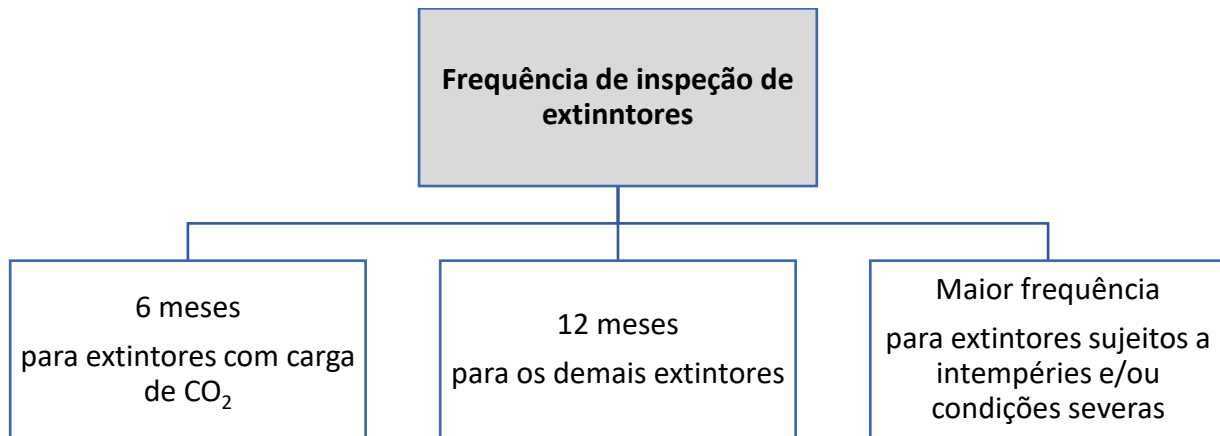 Frequência de inspeção de
extinntores
6 meses
para extintores com carga
de CO₂
12 meses
para os demais extintores
Maior frequência
para extintores sujeitos a
intempéries e/ou
condições severas